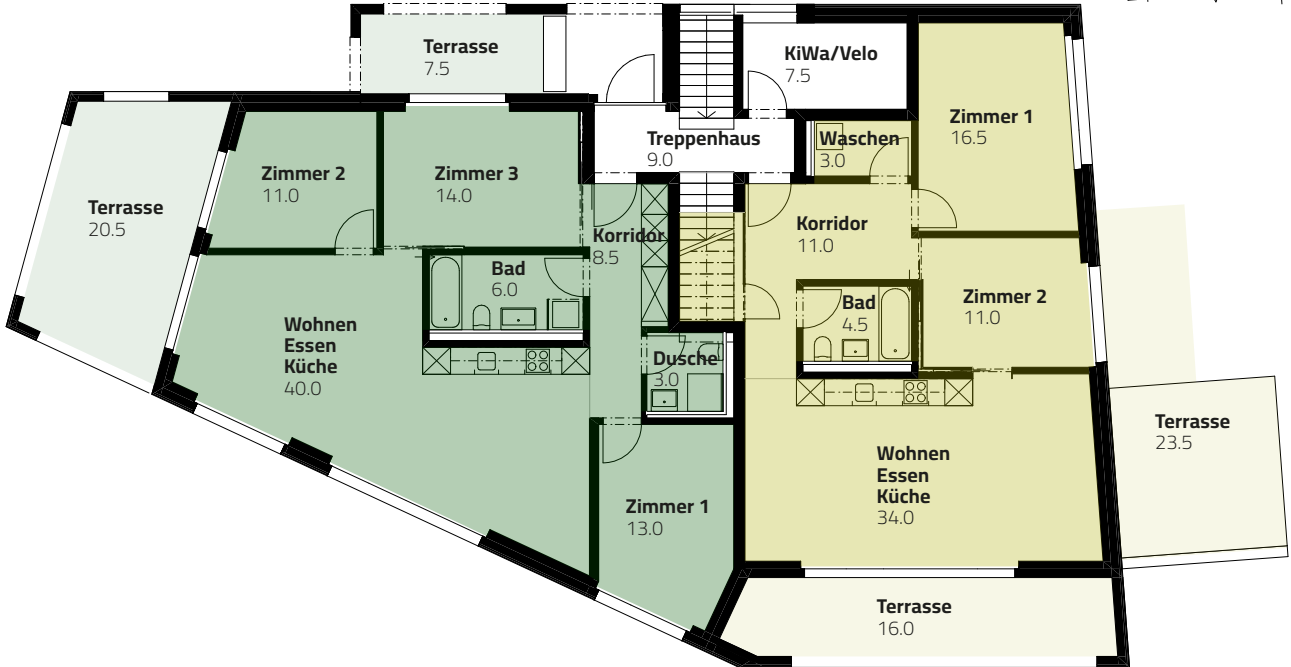 Terrasse
7.5
KiWa/Velo
7.5
Zimmer 1
16.5
Treppenhaus
9.0
Waschen
3.0
Zimmer 2
11.0
Zimmer 3
14.0
Terrasse
20.5
Korridor
8.5
Korridor
11.0
Bad
6.0
Bad
4.5
Zimmer 2
11.0
Wohnen
Essen
Küche
40.0
Dusche
3.0
Terrasse
23.5
Wohnen
Essen
Küche
34.0
Zimmer 1
13.0
Terrasse
16.0